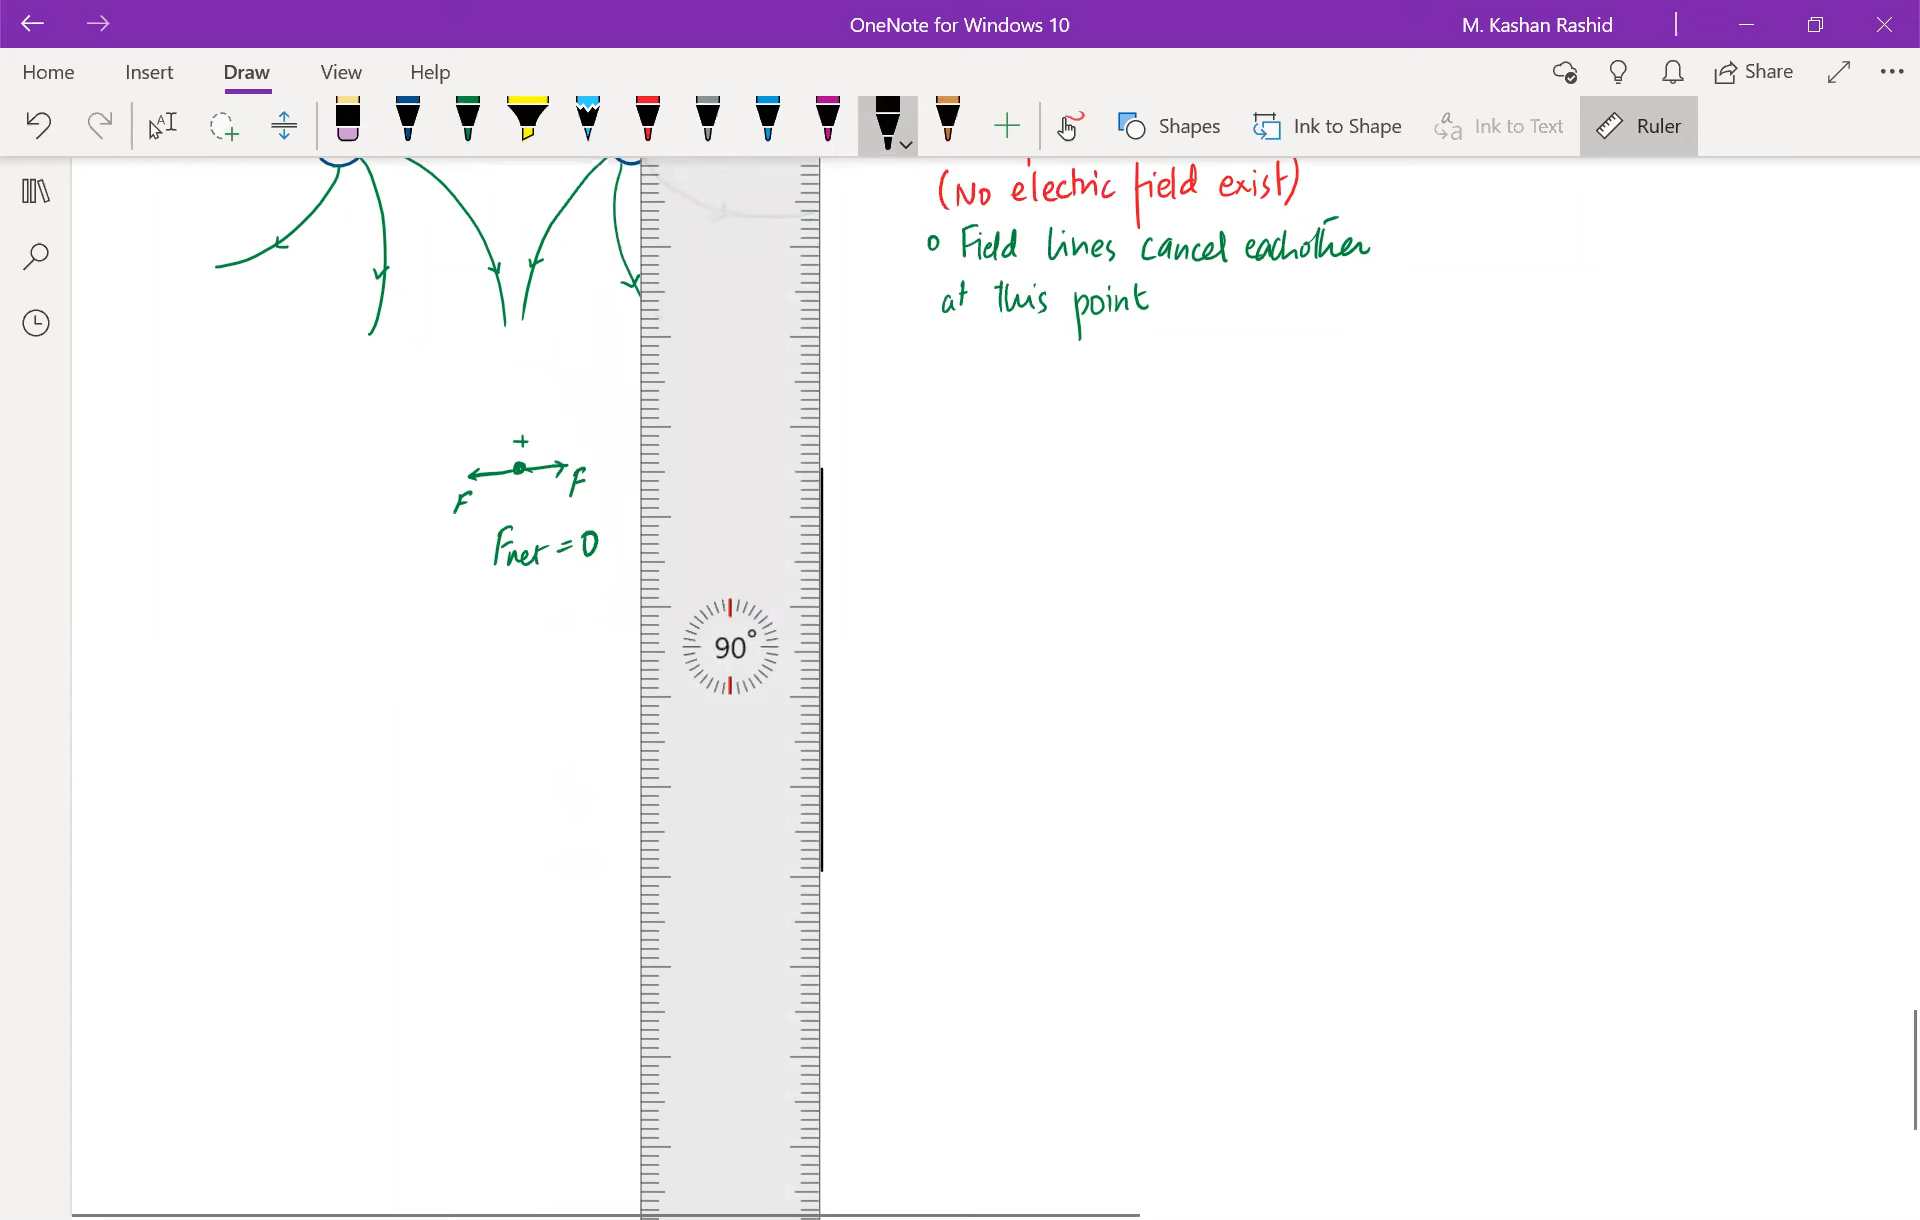 OneNote for Windows 10
M. Kashan Rashid
Home Insert Draw View Help
Share
Shapes Ink to Shape Ink to Text Ruler
(No electric field exist)
Field lines cancel eachother
at this point
+
F F
Fnet = 0
90°